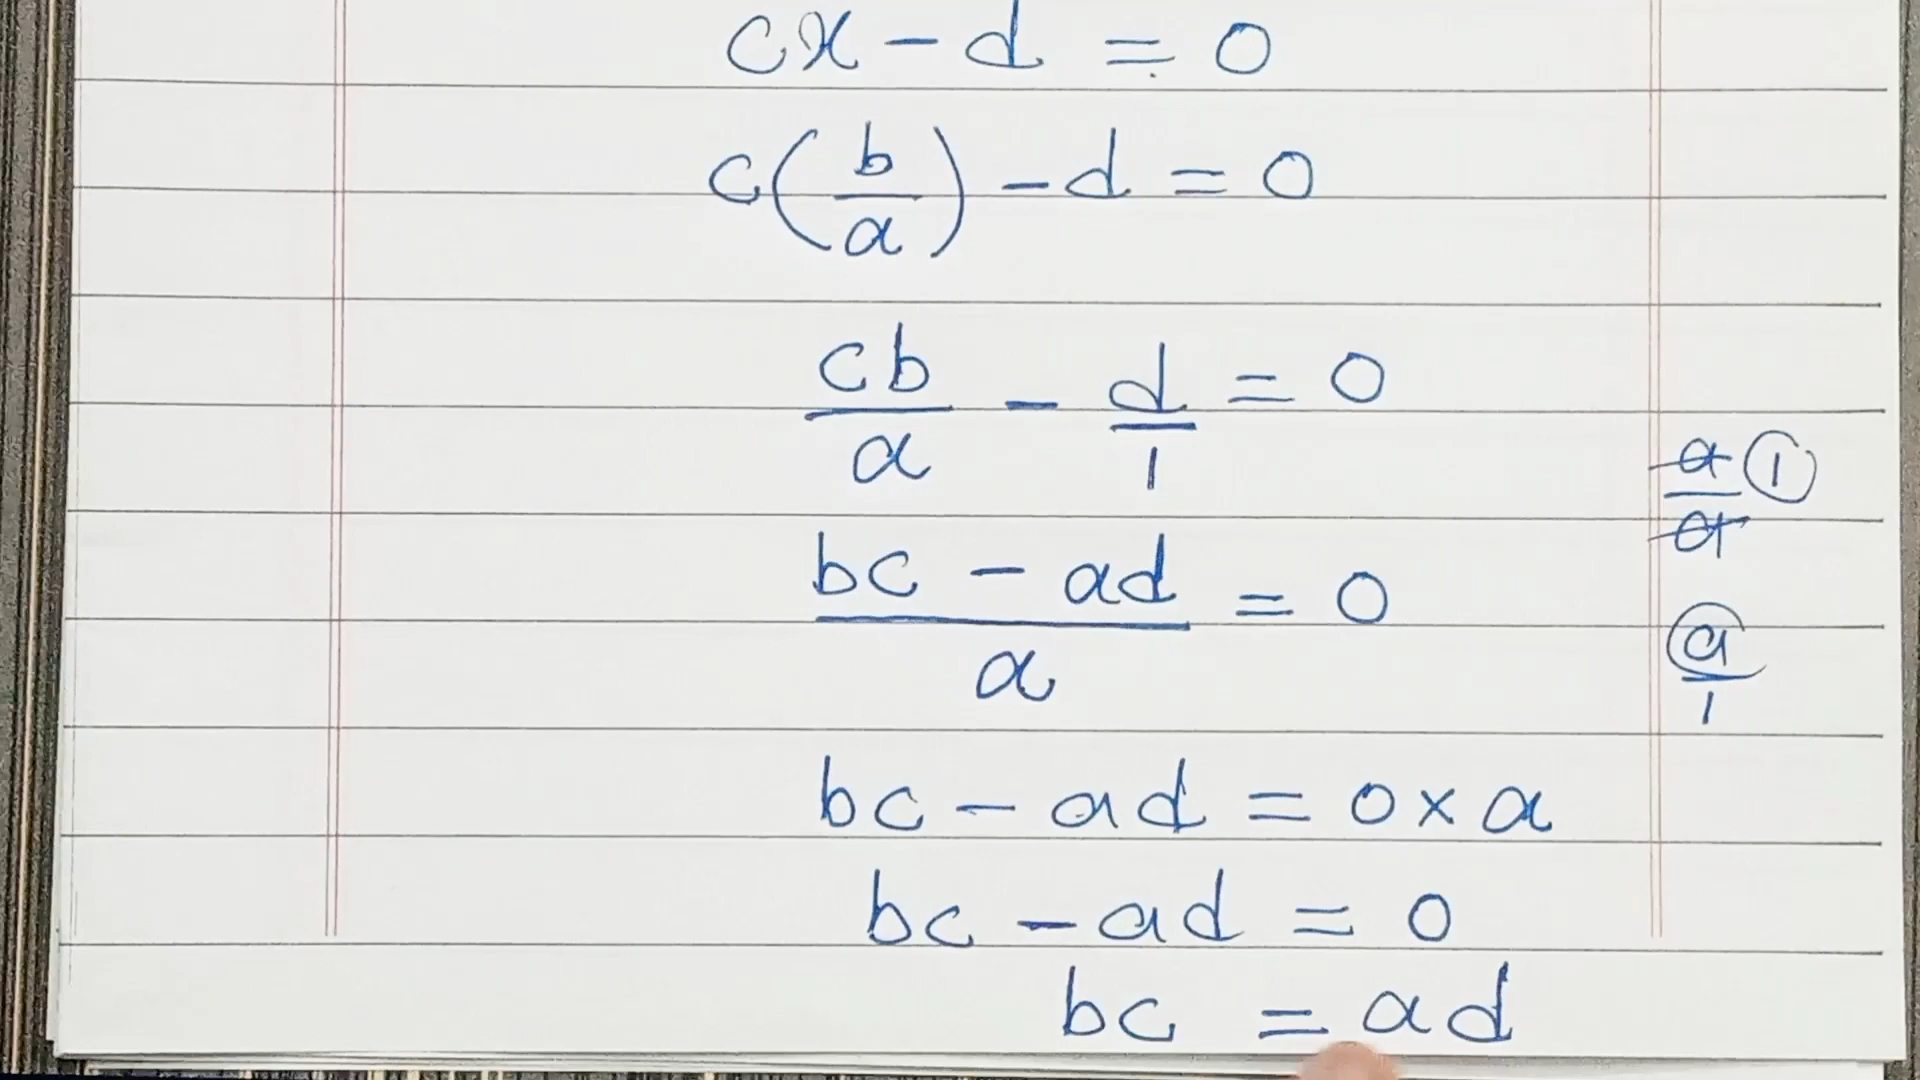 cx - d = 0
c(b/a) - d = 0
cb/a - d/1 = 0
a/a 1
bc - ad/a = 0
a/1
bc - ad = 0 × a
bc - ad = 0
bc = ad